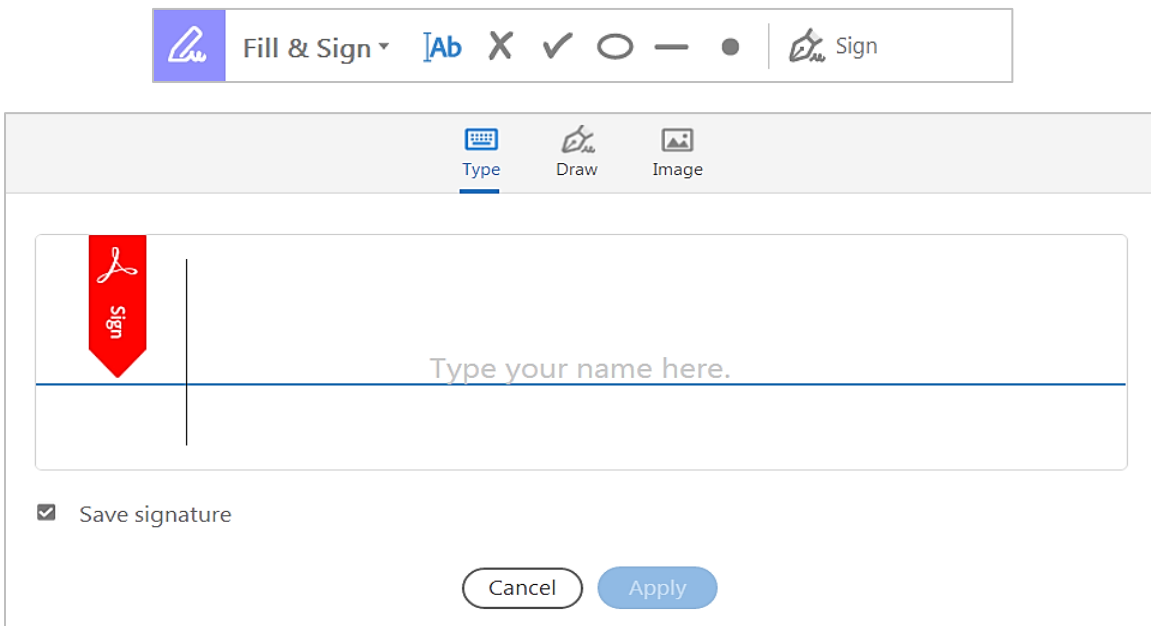 Fill & Sign Ab Sign
Type Draw Image
Sign
Type your name here.
Save signature
Cancel Apply